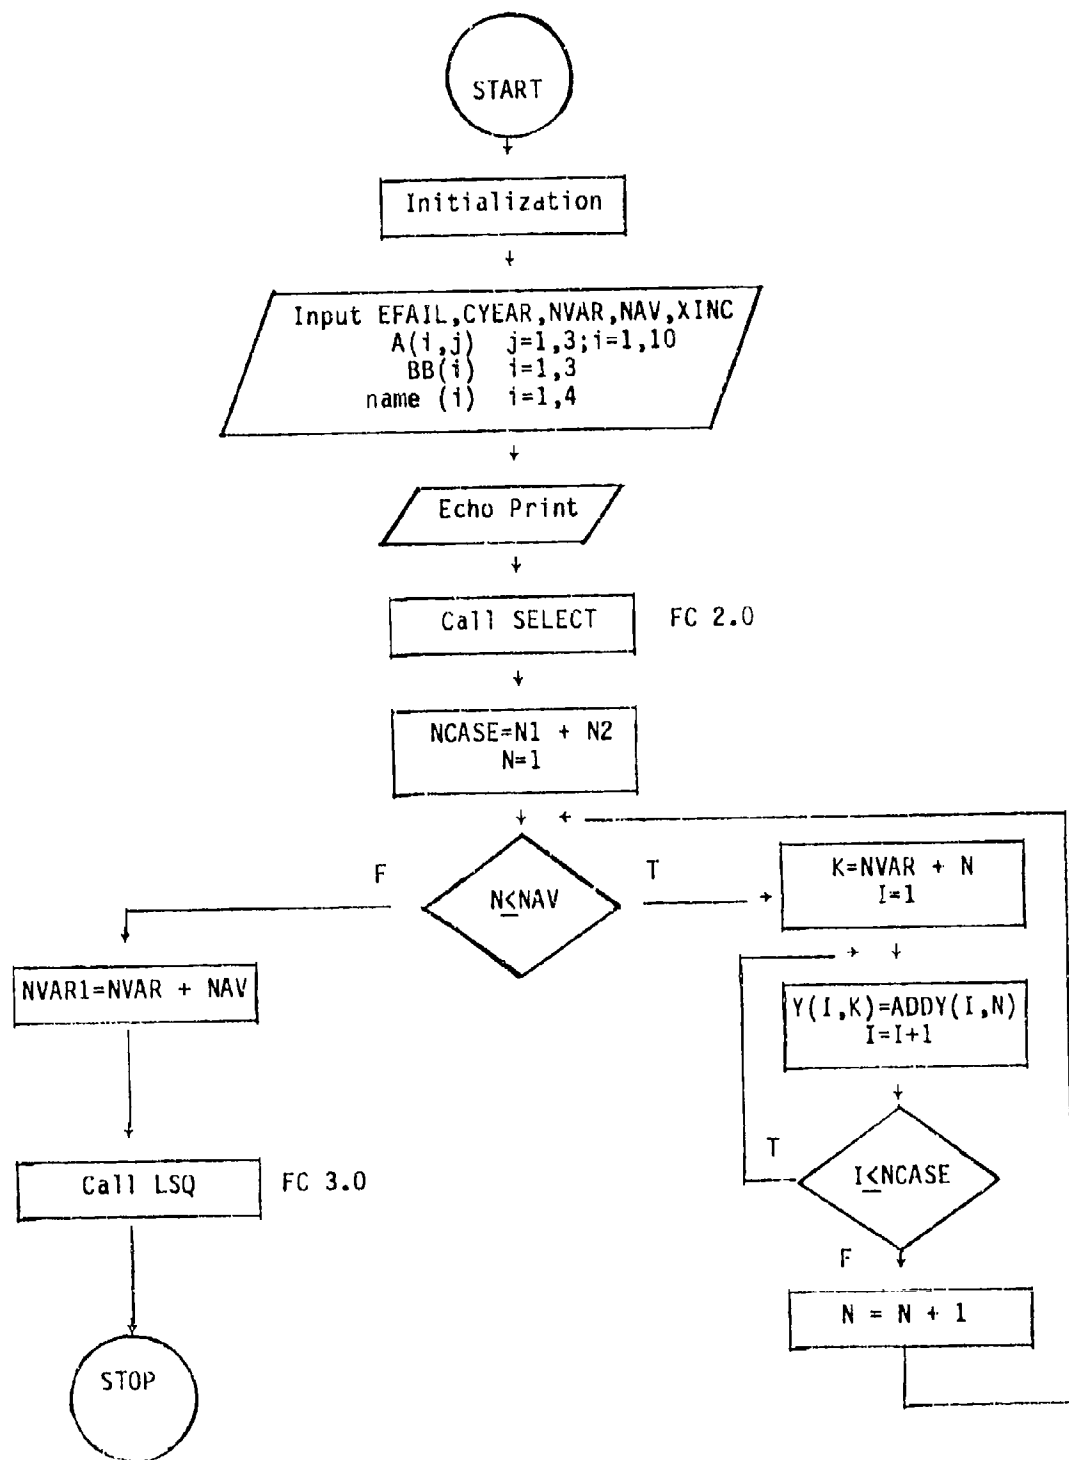 START
Initialization
Input EFAIL,CYEAR,NVAR,NAV,XINC
A(i,j) j=1,3;i=1,10
BB(i) i=1,3
name (i) i=1,4
Echo Print
Call SELECT
FC 2.0
NCASE=N1 + N2
N=1
F
N≤NAV
T
K=NVAR + N
I=1
NVAR1=NVAR + NAV
Y(I,K)=ADDY(I,N)
I=I+1
T
I≤NCASE
Call LSQ
FC 3.0
F
N = N + 1
STOP